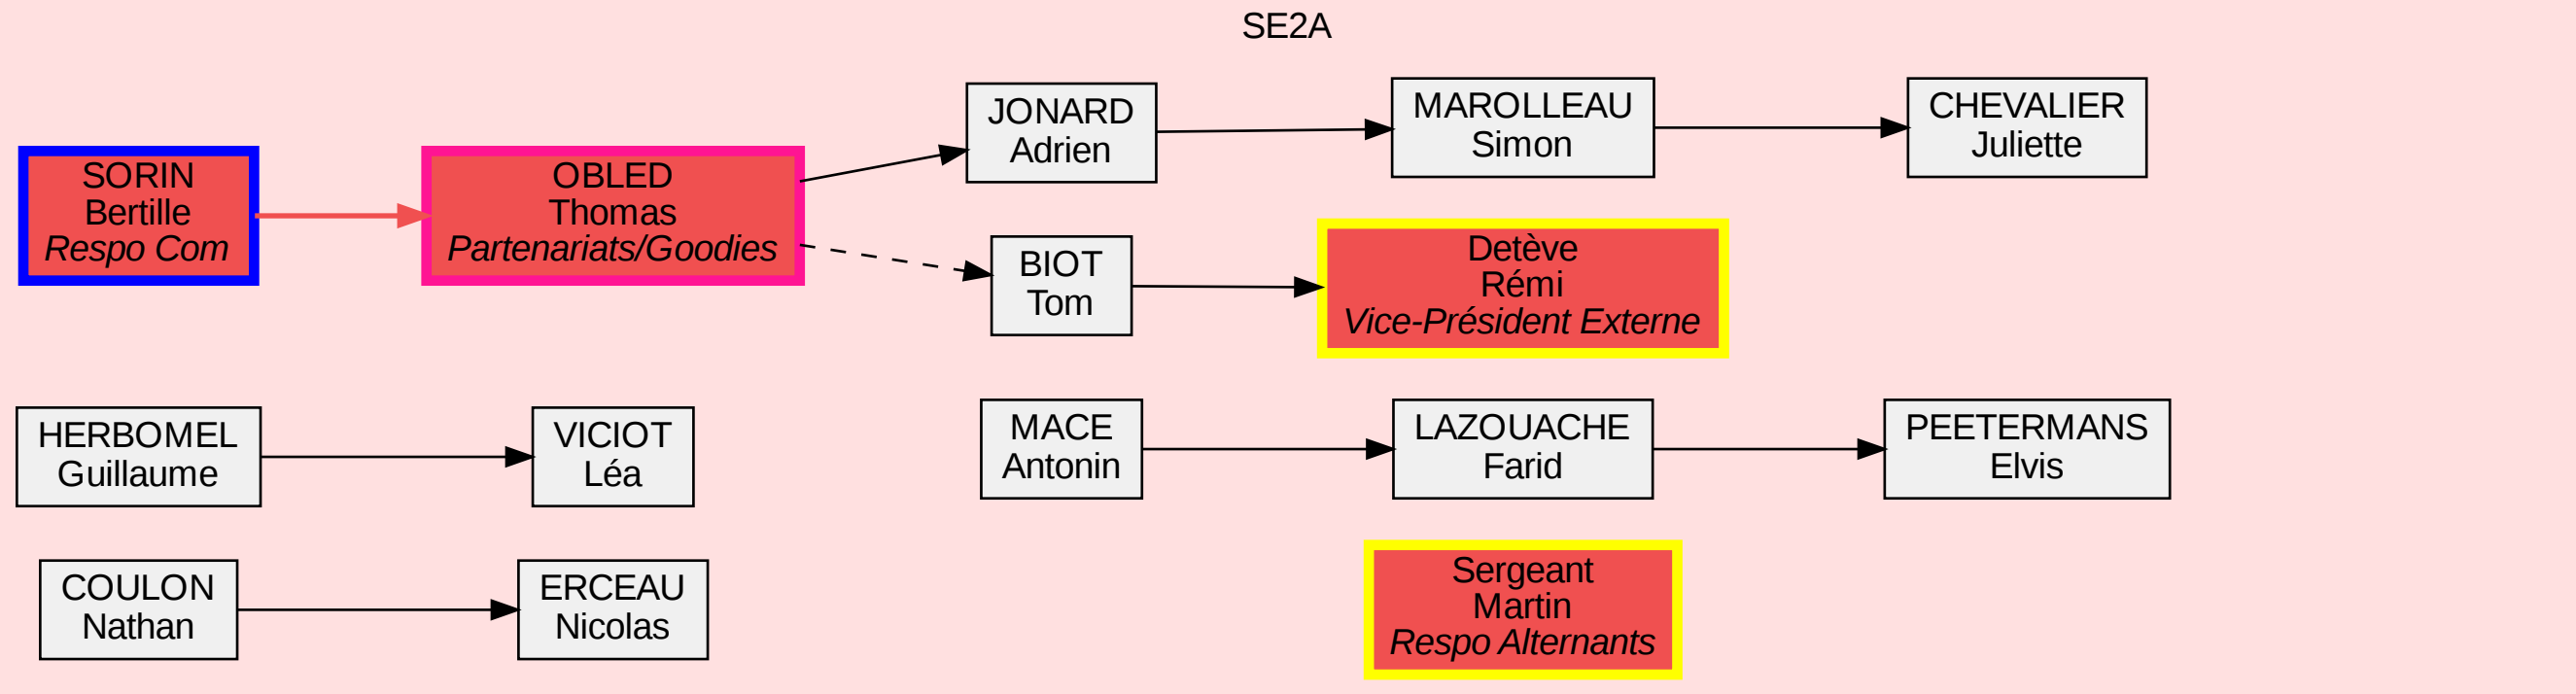 SE2A
SORIN
Bertille
Respo Com
OBLED
Thomas
Partenariats/Goodies
JONARD
Adrien
MAROLLEAU
Simon
CHEVALIER
Juliette
BIOT
Tom
Detève
Rémi
Vice-Président Externe
HERBOMEL
Guillaume
VICIOT
Léa
MACE
Antonin
LAZOUACHE
Farid
PEETERMANS
Elvis
COULON
Nathan
ERCEAU
Nicolas
Sergeant
Martin
Respo Alternants